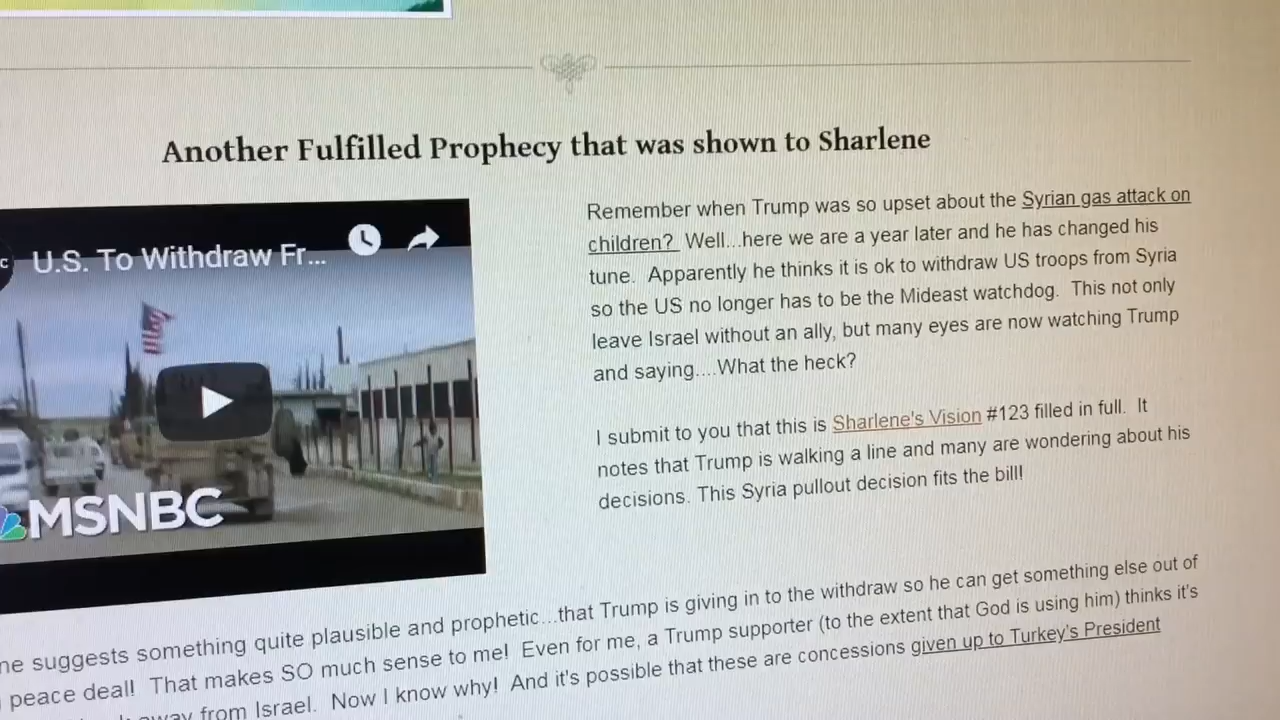 Another Fulfilled Prophecy that was shown to Sharlene
U.S. To Withdraw Fr...
MSNBC
Remember when Trump was so upset about the Syrian gas attack on
children? Well...here we are a year later and he has changed his
tune. Apparently he thinks it is ok to withdraw US troops from Syria
so the US no longer has to be the Mideast watchdog. This not only
leave Israel without an ally, but many eyes are now watching Trump
and saying....What the heck?
I submit to you that this is Sharlene's Vision #123 filled in full. It
notes that Trump is walking a line and many are wondering about his
decisions. This Syria pullout decision fits the bill!
ne suggests something quite plausible and prophetic...that Trump is giving in to the withdraw so he can get something else out of
peace deal! That makes SO much sense to me! Even for me, a Trump supporter (to the extent that God is using him) thinks it's
away from Israel. Now I know why! And it's possible that these are concessions given up to Turkey's President